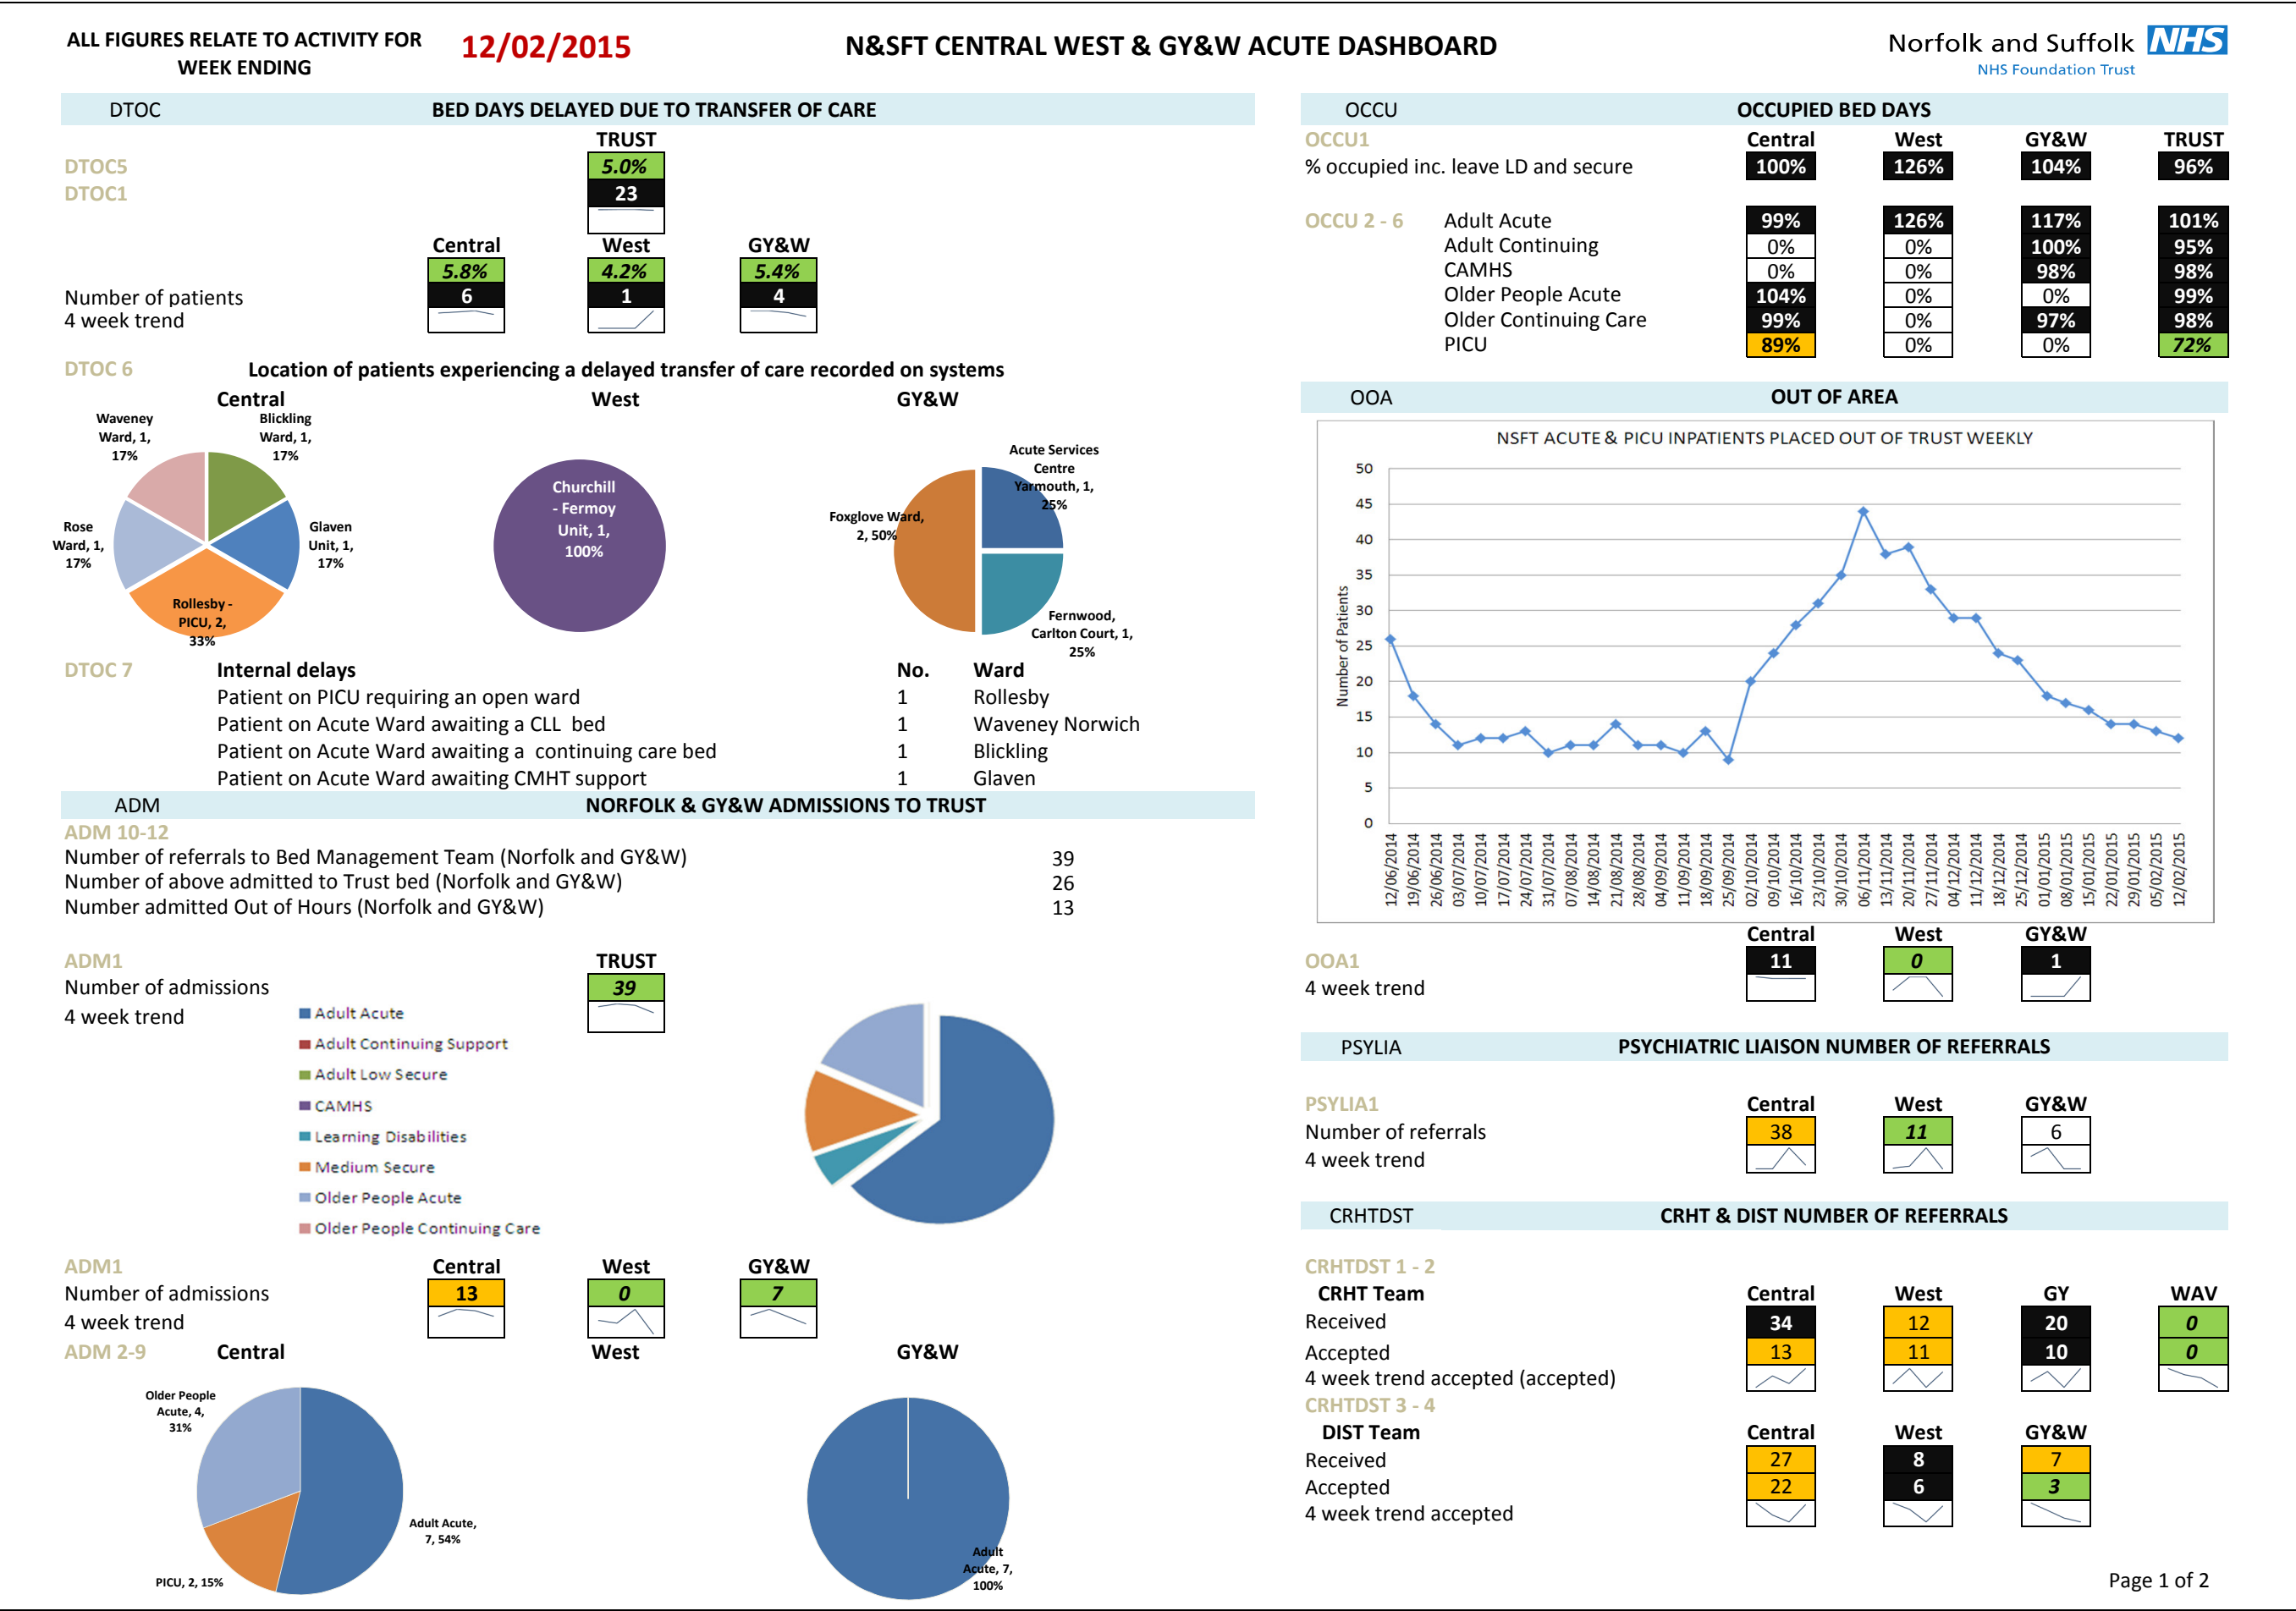 ALL FIGURES RELATE TO ACTIVITY FOR
WEEK ENDING
12/02/2015
N&SFT CENTRAL WEST & GY&W ACUTE DASHBOARD
Norfolk and Suffolk NHS
NHS Foundation Trust
DTOC BED DAYS DELAYED DUE TO TRANSFER OF CARE
TRUST
DTOC5 5.0%
DTOC1 23
Central West GY&W
5.8% 4.2% 5.4%
Number of patients 6 1 4
4 week trend
DTOC 6 Location of patients experiencing a delayed transfer of care recorded on systems
Central West GY&W
Waveney
Ward, 1,
17%
Blickling
Ward, 1,
17%
Rose
Ward, 1,
17%
Glaven
Unit, 1,
17%
Rollesby -
PICU, 2,
33%
Churchill
- Fermoy
Unit, 1,
100%
Acute Services
Centre
Yarmouth, 1,
25%
Foxglove Ward,
2, 50%
Fernwood,
Carlton Court, 1,
25%
DTOC 7 Internal delays No. Ward
Patient on PICU requiring an open ward 1 Rollesby
Patient on Acute Ward awaiting a CLL bed 1 Waveney Norwich
Patient on Acute Ward awaiting a continuing care bed 1 Blickling
Patient on Acute Ward awaiting CMHT support 1 Glaven
ADM NORFOLK & GY&W ADMISSIONS TO TRUST
ADM 10-12
Number of referrals to Bed Management Team (Norfolk and GY&W) 39
Number of above admitted to Trust bed (Norfolk and GY&W) 26
Number admitted Out of Hours (Norfolk and GY&W) 13
ADM1 TRUST
Number of admissions 39
4 week trend
Adult Acute
Adult Continuing Support
Adult Low Secure
CAMHS
Learning Disabilities
Medium Secure
Older People Acute
Older People Continuing Care
ADM1 Central West GY&W
Number of admissions 13 0 7
4 week trend
ADM 2-9 Central West GY&W
Older People
Acute, 4,
31%
Adult Acute,
7, 54%
PICU, 2, 15%
Adult
Acute, 7,
100%
OCCU OCCUPIED BED DAYS
OCCU1 Central West GY&W TRUST
% occupied inc. leave LD and secure 100% 126% 104% 96%
OCCU 2 - 6 Adult Acute 99% 126% 117% 101%
Adult Continuing 0% 0% 100% 95%
CAMHS 0% 0% 98% 98%
Older People Acute 104% 0% 0% 99%
Older Continuing Care 99% 0% 97% 98%
PICU 89% 0% 0% 72%
OOA OUT OF AREA
NSFT ACUTE & PICU INPATIENTS PLACED OUT OF TRUST WEEKLY
Number of Patients
50
45
40
35
30
25
20
15
10
5
0
12/06/2014
19/06/2014
26/06/2014
03/07/2014
10/07/2014
17/07/2014
24/07/2014
31/07/2014
07/08/2014
14/08/2014
21/08/2014
28/08/2014
04/09/2014
11/09/2014
18/09/2014
25/09/2014
02/10/2014
09/10/2014
16/10/2014
23/10/2014
30/10/2014
06/11/2014
13/11/2014
20/11/2014
27/11/2014
04/12/2014
11/12/2014
18/12/2014
25/12/2014
01/01/2015
08/01/2015
15/01/2015
22/01/2015
29/01/2015
05/02/2015
12/02/2015
Central West GY&W
OOA1 11 0 1
4 week trend
PSYLIA PSYCHIATRIC LIAISON NUMBER OF REFERRALS
PSYLIA1 Central West GY&W
Number of referrals 38 11 6
4 week trend
CRHTDST CRHT & DIST NUMBER OF REFERRALS
CRHTDST 1 - 2
CRHT Team Central West GY WAV
Received 34 12 20 0
Accepted 13 11 10 0
4 week trend accepted (accepted)
CRHTDST 3 - 4
DIST Team Central West GY&W
Received 27 8 7
Accepted 22 6 3
4 week trend accepted
Page 1 of 2